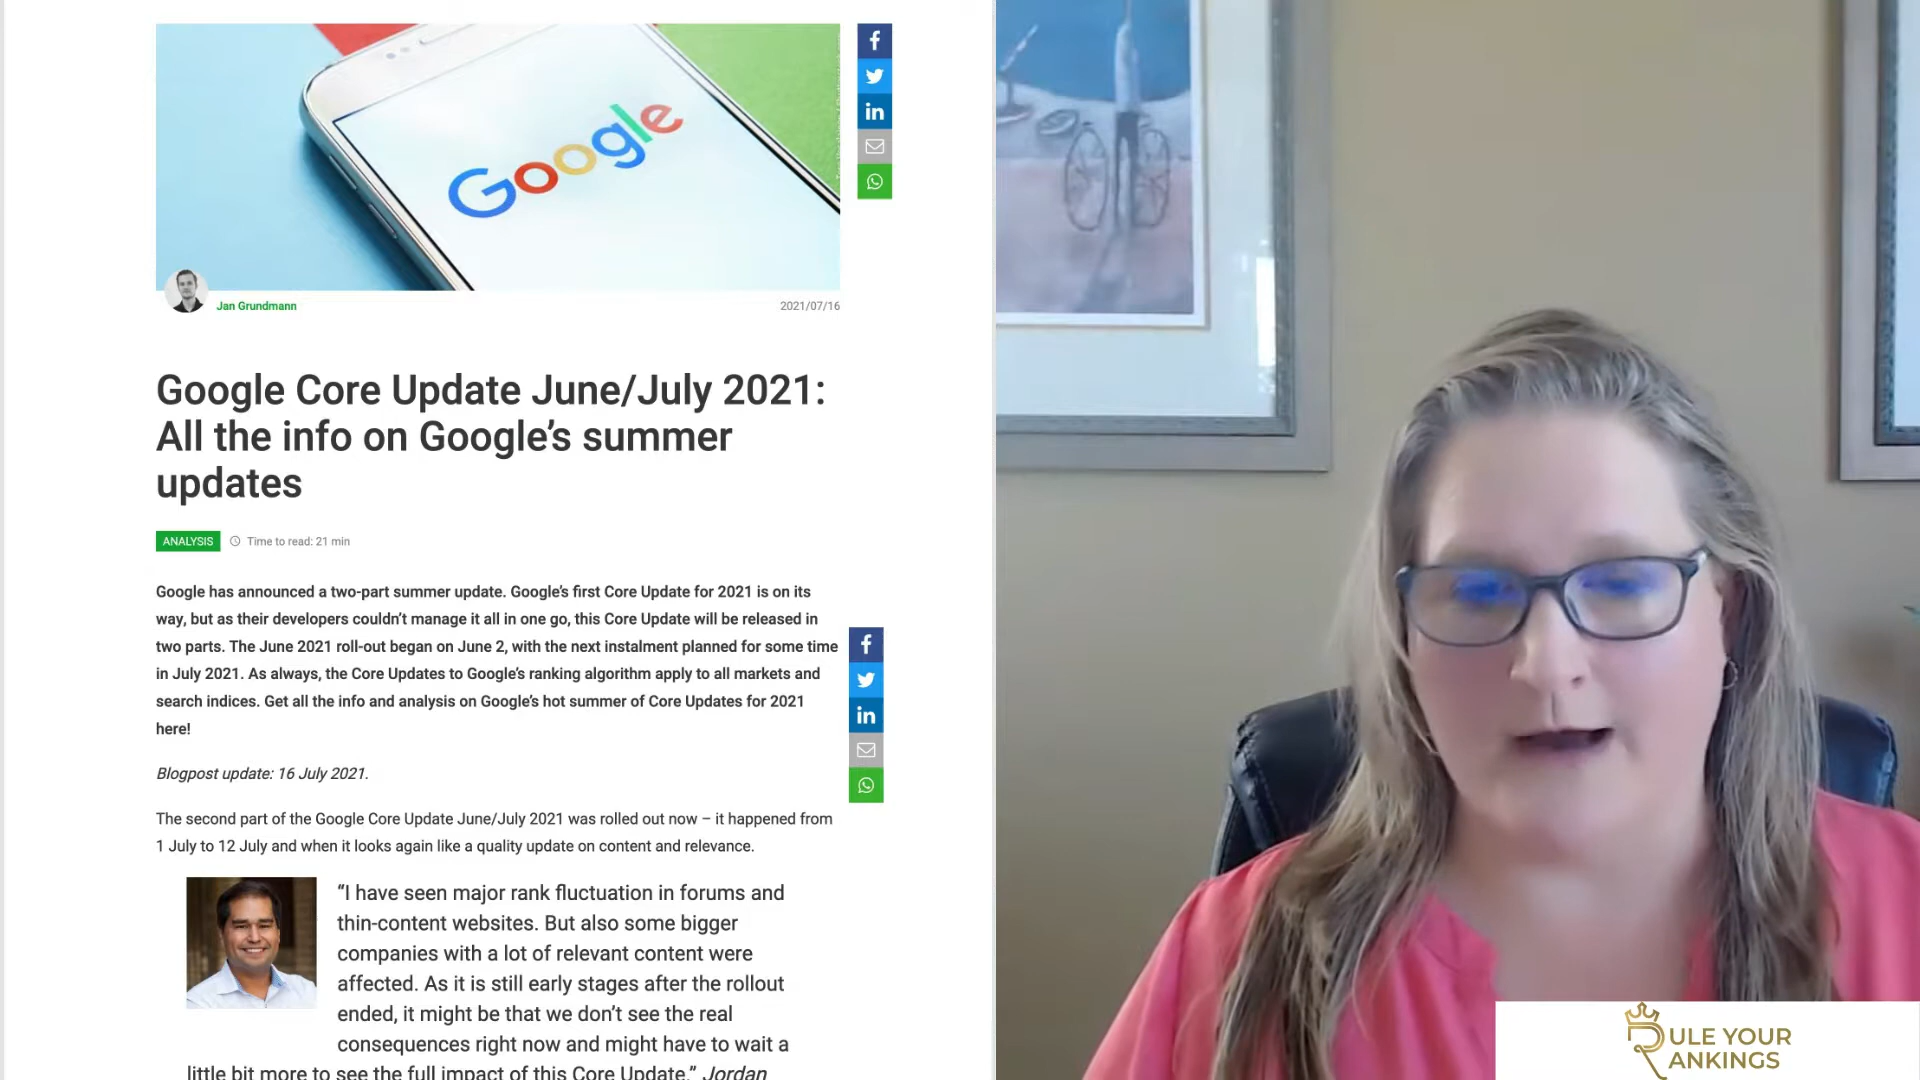 Google
Jan Grundmann
2021/07/16
Google Core Update June/July 2021:
All the info on Google’s summer
updates
ANALYSIS
Time to read: 21 min
Google has announced a two-part summer update. Google’s first Core Update for 2021 is on its
way, but as their developers couldn’t manage it all in one go, this Core Update will be released in
two parts. The June 2021 roll-out began on June 2, with the next instalment planned for some time
in July 2021. As always, the Core Updates to Google’s ranking algorithm apply to all markets and
search indices. Get all the info and analysis on Google’s hot summer of Core Updates for 2021
here!
Blogpost update: 16 July 2021.
The second part of the Google Core Update June/July 2021 was rolled out now – it happened from
1 July to 12 July and when it looks again like a quality update on content and relevance.
“I have seen major rank fluctuation in forums and
thin-content websites. But also some bigger
companies with a lot of relevant content were
affected. As it is still early stages after the rollout
ended, it might be that we don’t see the real
consequences right now and might have to wait a
little bit more to see the full impact of this Core Update.” Jordan
f
in
f
in
RULE YOUR
RANKINGS